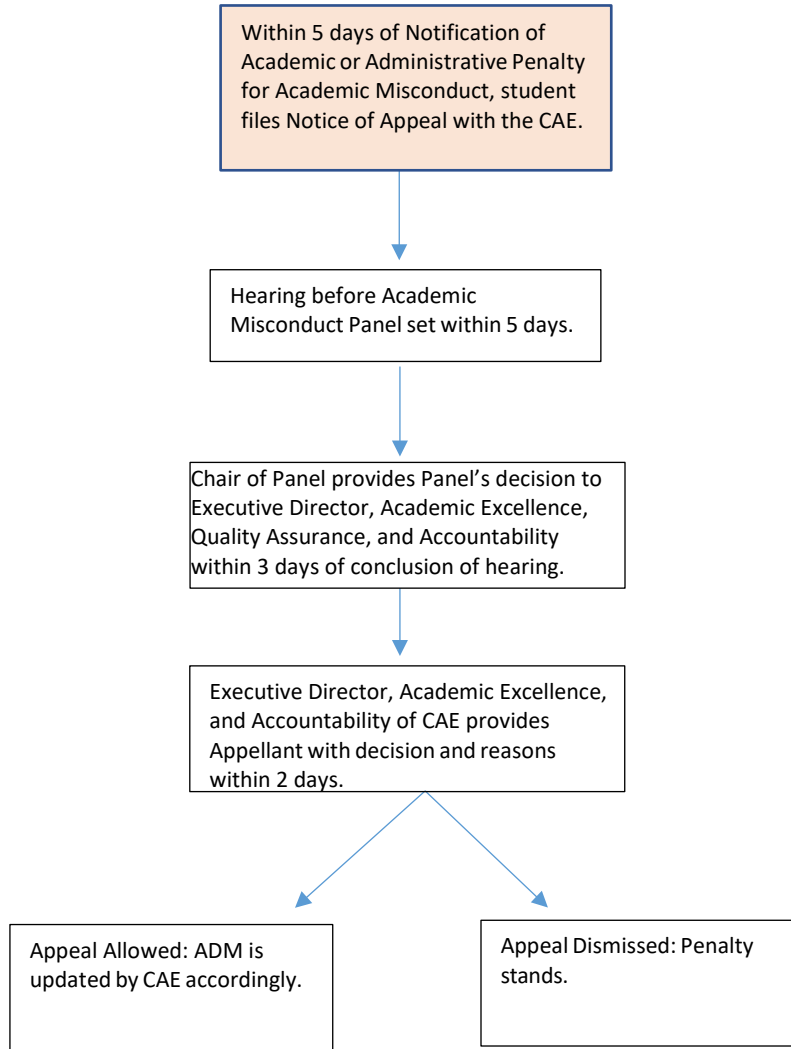 Within 5 days of Notification of
Academic or Administrative Penalty
for Academic Misconduct, student
files Notice of Appeal with the CAE.
Hearing before Academic
Misconduct Panel set within 5 days.
Chair of Panel provides Panel’s decision to
Executive Director, Academic Excellence,
Quality Assurance, and Accountability
within 3 days of conclusion of hearing.
Executive Director, Academic Excellence,
and Accountability of CAE provides
Appellant with decision and reasons
within 2 days.
Appeal Allowed: ADM is
updated by CAE accordingly.
Appeal Dismissed: Penalty
stands.